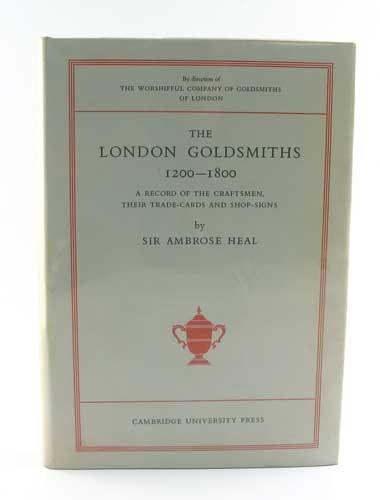 By direction of
THE WORSHIPFUL COMPANY OF GOLDSMITHS
OF LONDON
THE
LONDON GOLDSMITHS
1200—1800
A RECORD OF THE CRAFTSMEN,
THEIR TRADE-CARDS AND SHOP-SIGNS
by
SIR AMBROSE HEAL
CAMBRIDGE UNIVERSITY PRESS